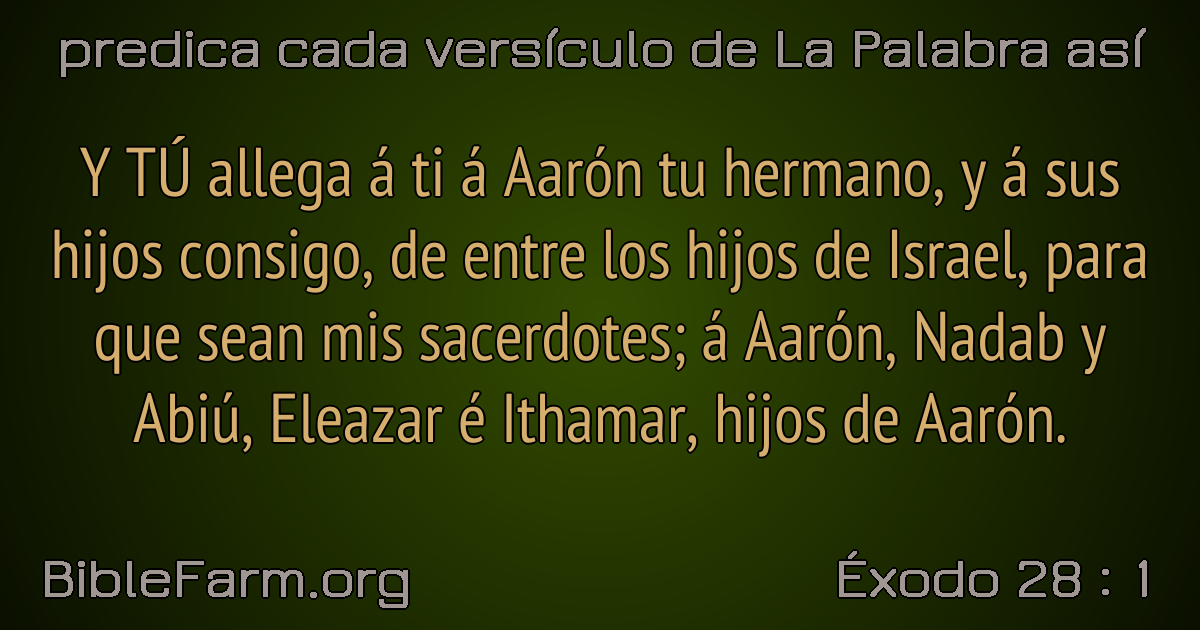 predica cada versículo de La Palabra así
Y TÚ allega á ti á Aarón tu hermano, y á sus
hijos consigo, de entre los hijos de Israel, para
que sean mis sacerdotes; á Aarón, Nadab y
Abiú, Eleazar é Ithamar, hijos de Aarón.
BibleFarm.org
Éxodo 28 : 1